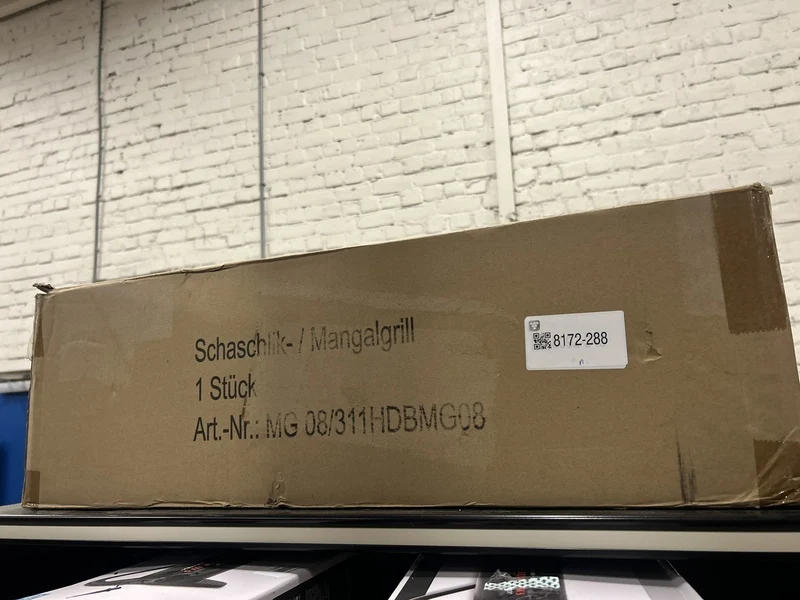 Schaschlik- / Mangalgrill
1 Stück
Art.-Nr.: MG 08/311HDBMG08
8172-288